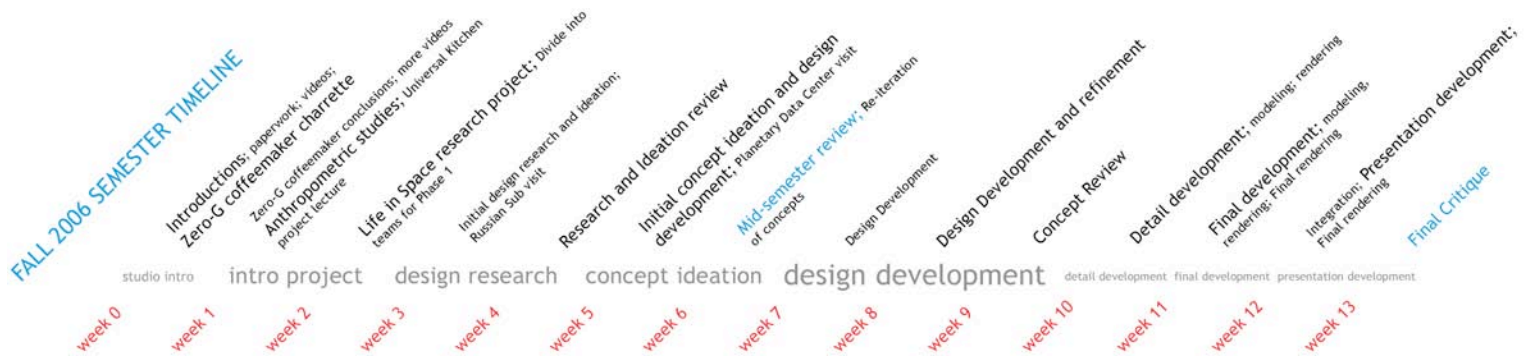 FALL 2006 SEMESTER TIMELINE
Introductions; paperwork; videos;
Zero-G coffeemaker charrette
Zero-G coffeemaker conclusions; more videos
Anthropometric studies; Universal Kitchen
project lecture
Life in Space research project; Divide into
teams for Phase 1
Initial design research and ideation;
Russian Sub visit
Research and Ideation review
Initial concept ideation and design
development; Planetary Data Center visit
Mid-semester review; Re-iteration
of concepts
Design Development
Design Development and refinement
Concept Review
Detail development; modeling; rendering
Final development; modeling,
rendering; Final rendering
Integration; Presentation development;
Final rendering
Final Critique
studio intro
intro project
design research
concept ideation
design development
detail development
final development
presentation development
week 0
week 1
week 2
week 3
week 4
week 5
week 6
week 7
week 8
week 9
week 10
week 11
week 12
week 13